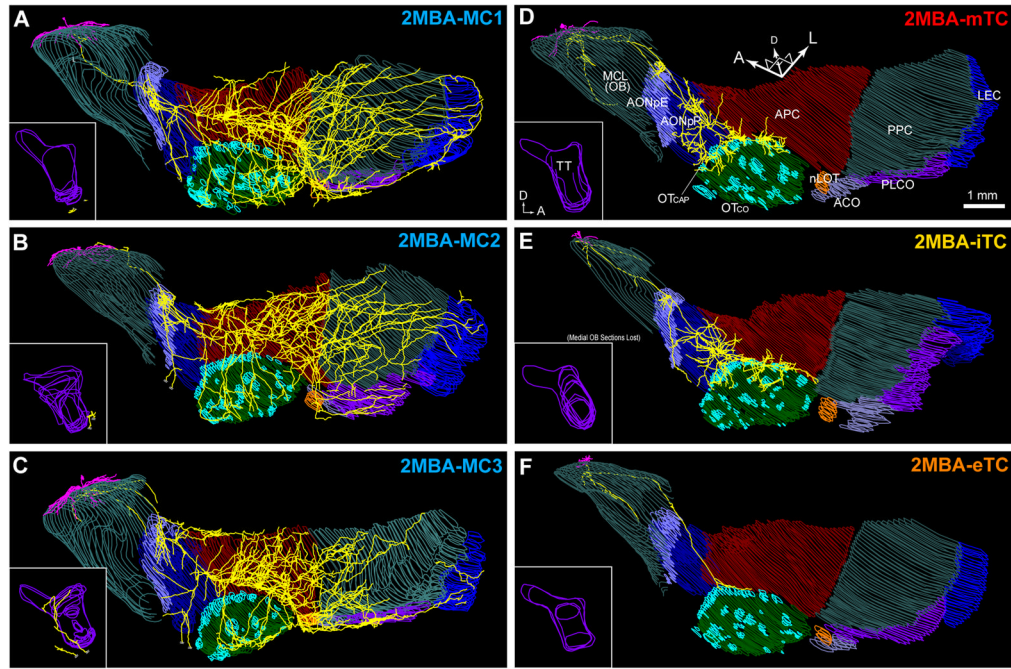 A
2MBA-MC1
B
2MBA-MC2
C
2MBA-MC3
D
2MBA-mTC
D
A
L
MCL
(OB)
AONpE
AONpP
APC
PPC
LEC
TT
nLOT
PLCO
ACO
OTCAP
OTCO
D
A
1 mm
E
2MBA-iTC
(Medial OB Sections Lost)
F
2MBA-eTC